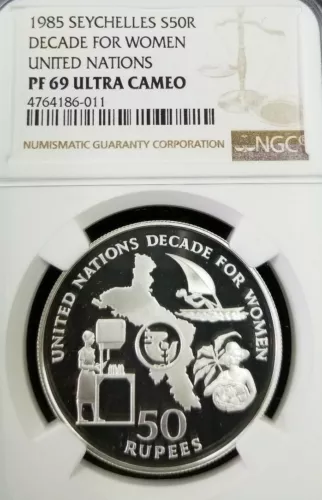 1985 SEYCHELLES S50R
DECADE FOR WOMEN
UNITED NATIONS
PF 69 ULTRA CAMEO
4764186-011
NUMISMATIC GUARANTY CORPORATION
NGC
UNITED NATIONS DECADE FOR WOMEN
50
RUPEES